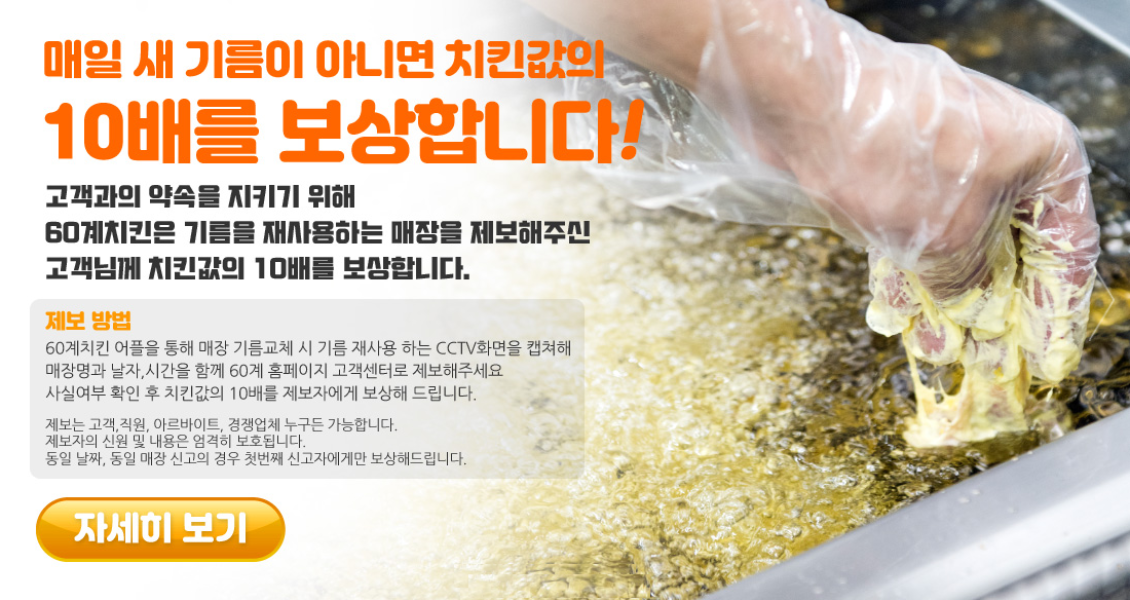 매일 새 기름이 아니면 치킨값의
10배를 보상합니다!
고객과의 약속을 지키기 위해
60계치킨은 기름을 재사용하는 매장을 제보해주신
고객님께 치킨값의 10배를 보상합니다.
제보 방법
60계치킨 어플을 통해 매장 기름교체 시 기름 재사용 하는 CCTV화면을 캡쳐해
매장명과 날자,시간을 함께 60계 홈페이지 고객센터로 제보해주세요
사실여부 확인 후 치킨값의 10배를 제보자에게 보상해 드립니다.
제보는 고객,직원, 아르바이트, 경쟁업체 누구든 가능합니다.
제보자의 신원 및 내용은 엄격히 보호됩니다.
동일 날짜, 동일 매장 신고의 경우 첫번째 신고자에게만 보상해드립니다.
자세히 보기